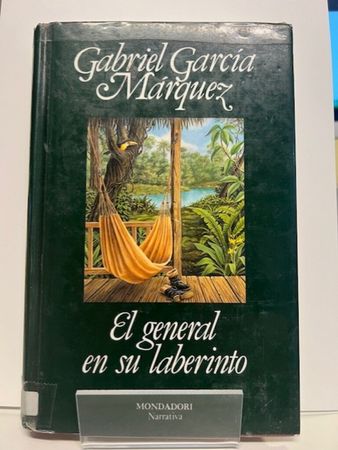 Gabriel García
Márquez
El general
en su laberinto
MONDADORI
Narrativa